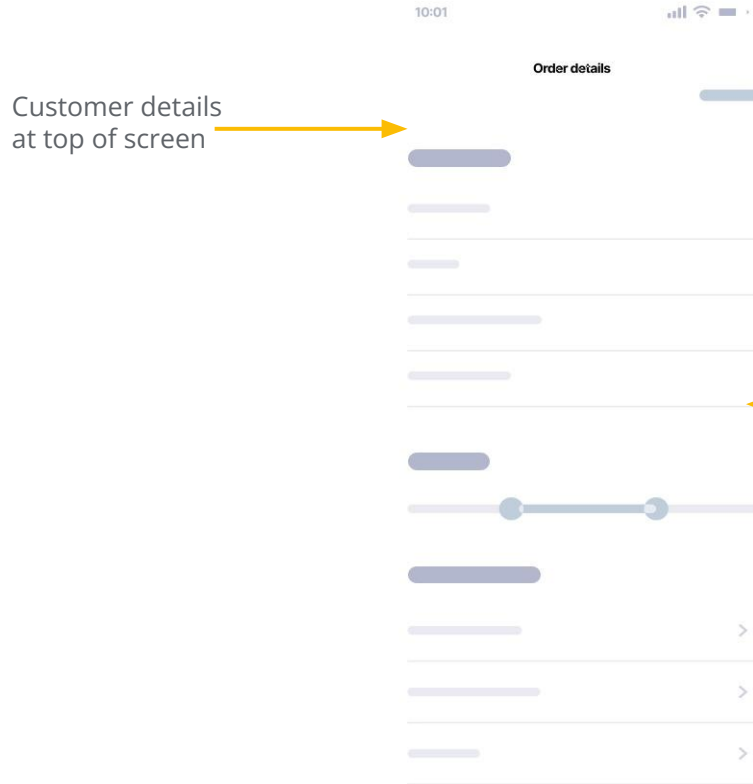 10:01
Order details
Customer details
at top of screen